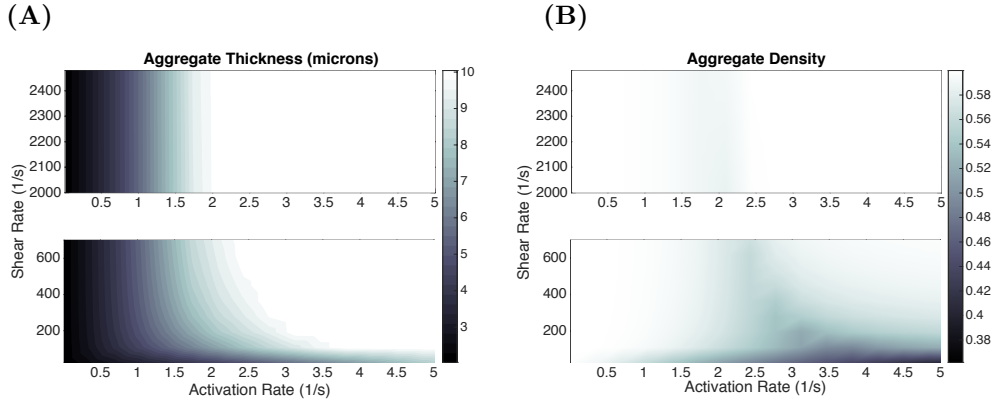 (A)
Aggregate Thickness (microns)
2400
2300
2200
2100
2000
0.5 1 1.5 2 2.5 3 3.5 4 4.5 5
600
400
200
0.5 1 1.5 2 2.5 3 3.5 4 4.5 5
Activation Rate (1/s)
Shear Rate (1/s)
10
9
8
7
6
5
4
3
(B)
Aggregate Density
2400
2300
2200
2100
2000
0.5 1 1.5 2 2.5 3 3.5 4 4.5 5
600
400
200
0.5 1 1.5 2 2.5 3 3.5 4 4.5 5
Activation Rate (1/s)
Shear Rate (1/s)
0.58
0.56
0.54
0.52
0.5
0.48
0.46
0.44
0.42
0.4
0.38